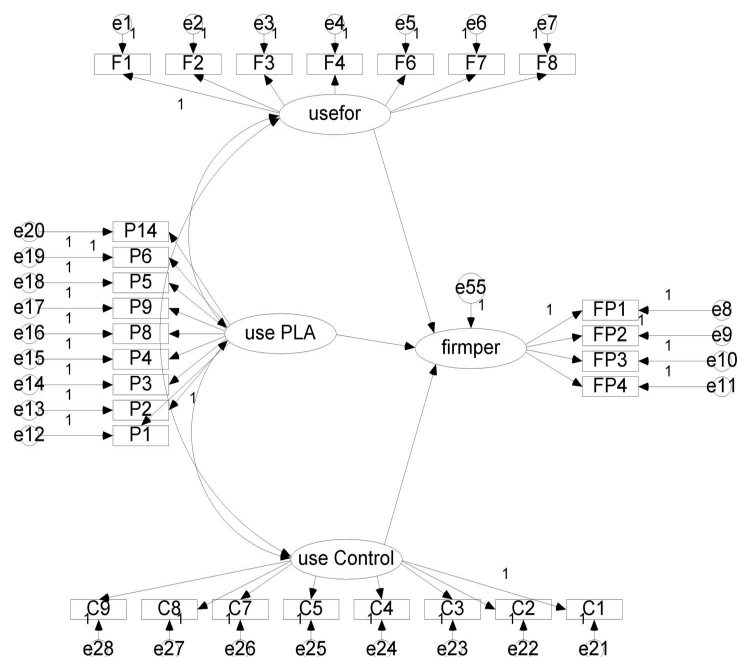 e1 e2 e3 e4 e5 e6 e7
1 1 1 1 1 1 1
F1 F2 F3 F4 F6 F7 F8
1
usefor
e20 1 P14
e19 1 P6
e18 1 P5
e17 1 P9
e16 1 P8
e15 1 P4
e14 1 P3
e13 1 P2
e12 1 P1
1
use PLA
e55
1
firmper
1
FP1 1 e8
FP2 1 e9
FP3 1 e10
FP4 1 e11
use Control
1
C9 C8 C7 C5 C4 C3 C2 C1
1 1 1 1 1 1 1 1
e28 e27 e26 e25 e24 e23 e22 e21